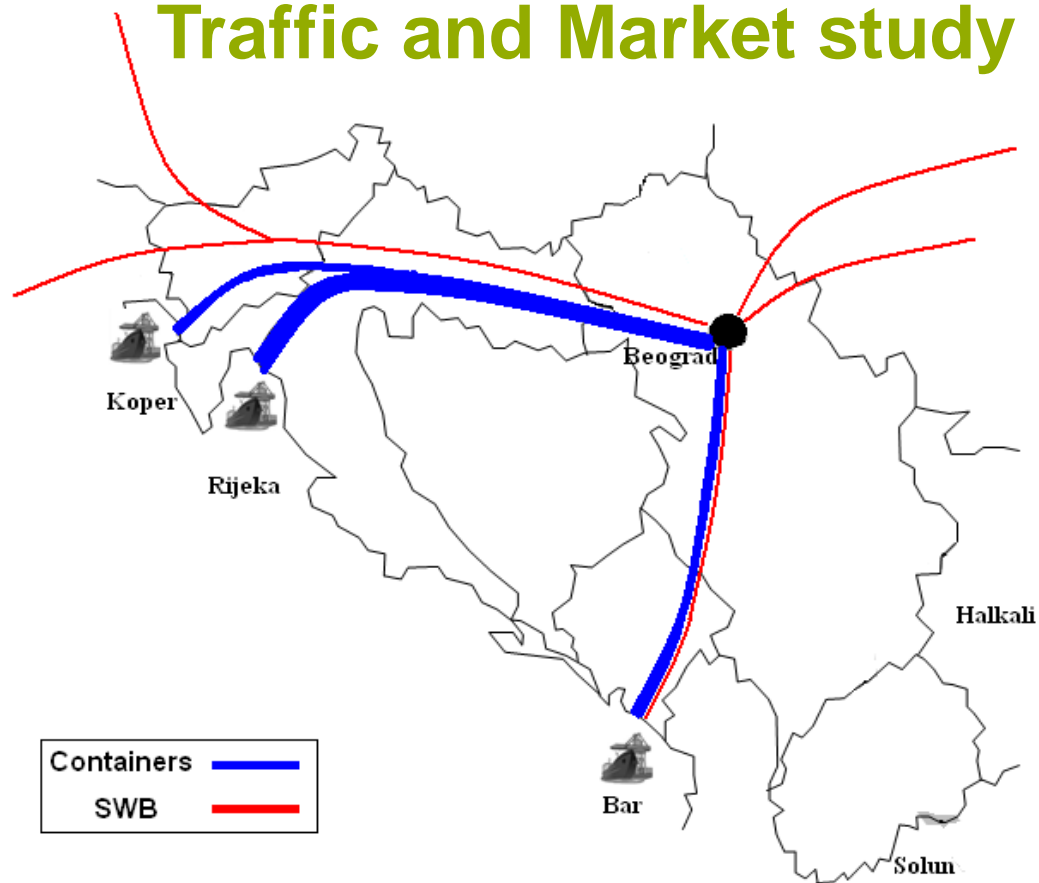 Traffic and Market study
Beograd
Koper
Rijeka
Halkali
Containers
SWB
Bar
Solun